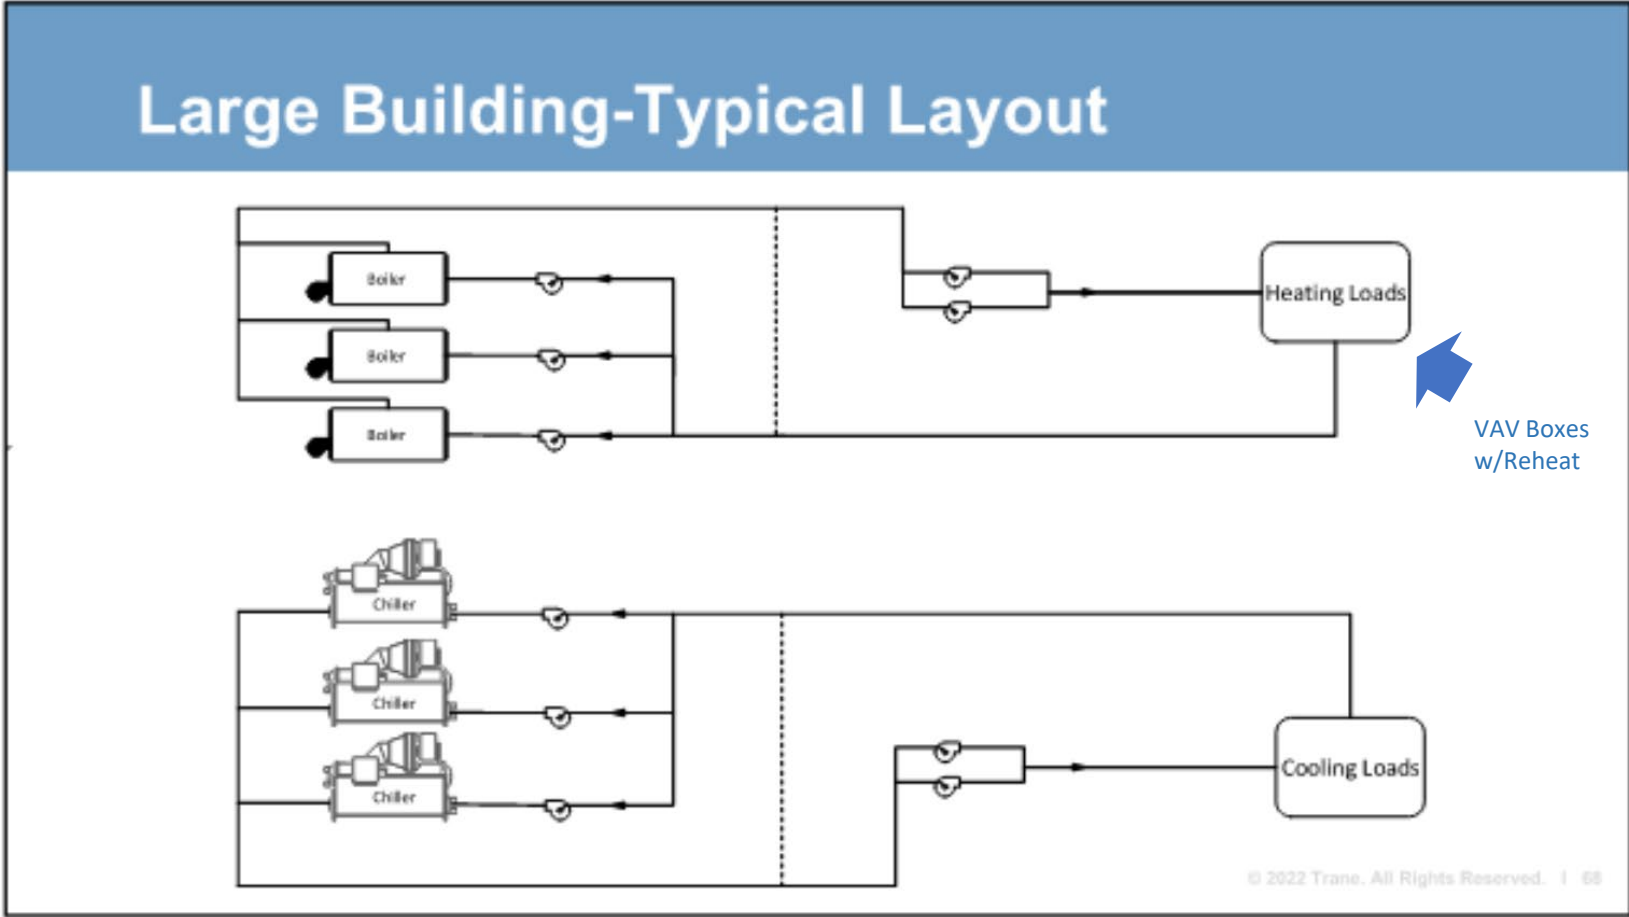 Large Building-Typical Layout
Boiler
Heating Loads
Boiler
VAV Boxes
w/Reheat
Boiler
Chiller
Chiller
Cooling Loads
Chiller
© 2022 Trane. All Rights Reserved. | 68